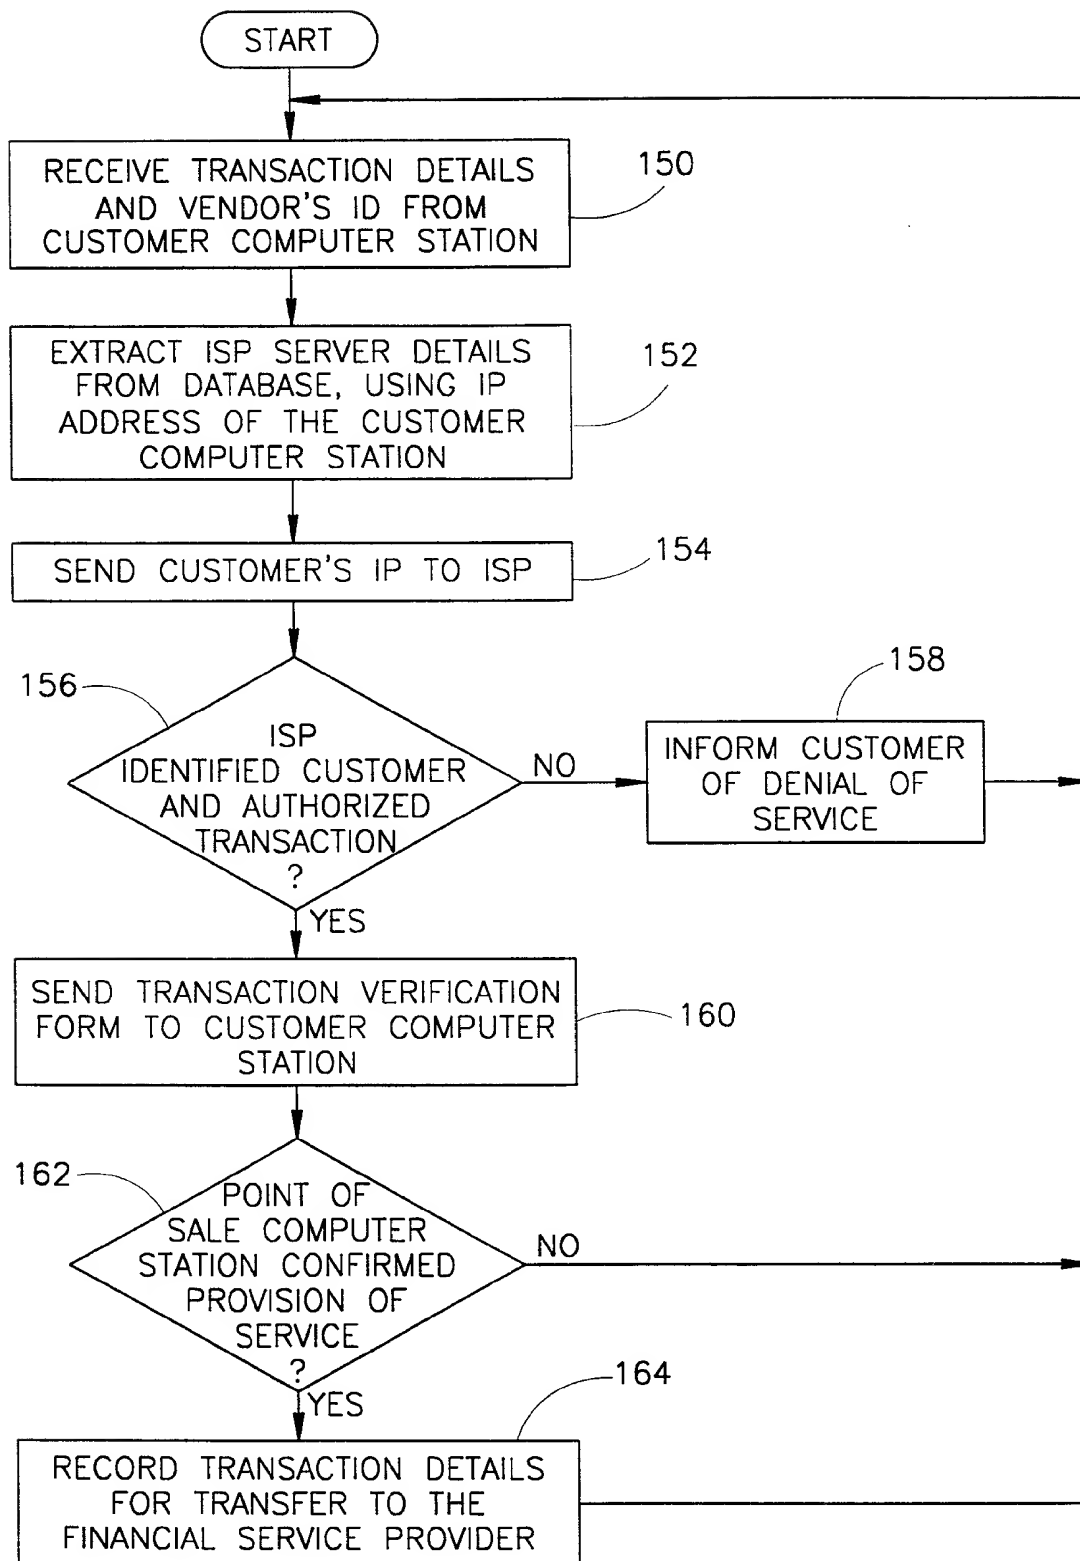 START
RECEIVE TRANSACTION DETAILS
AND VENDOR'S ID FROM
CUSTOMER COMPUTER STATION
150
EXTRACT ISP SERVER DETAILS
FROM DATABASE, USING IP
ADDRESS OF THE CUSTOMER
COMPUTER STATION
152
SEND CUSTOMER'S IP TO ISP
154
156
ISP
IDENTIFIED CUSTOMER
AND AUTHORIZED
TRANSACTION
?
NO
158
INFORM CUSTOMER
OF DENIAL OF
SERVICE
YES
SEND TRANSACTION VERIFICATION
FORM TO CUSTOMER COMPUTER
STATION
160
162
POINT OF
SALE COMPUTER
STATION CONFIRMED
PROVISION OF
SERVICE
?
NO
YES
164
RECORD TRANSACTION DETAILS
FOR TRANSFER TO THE
FINANCIAL SERVICE PROVIDER